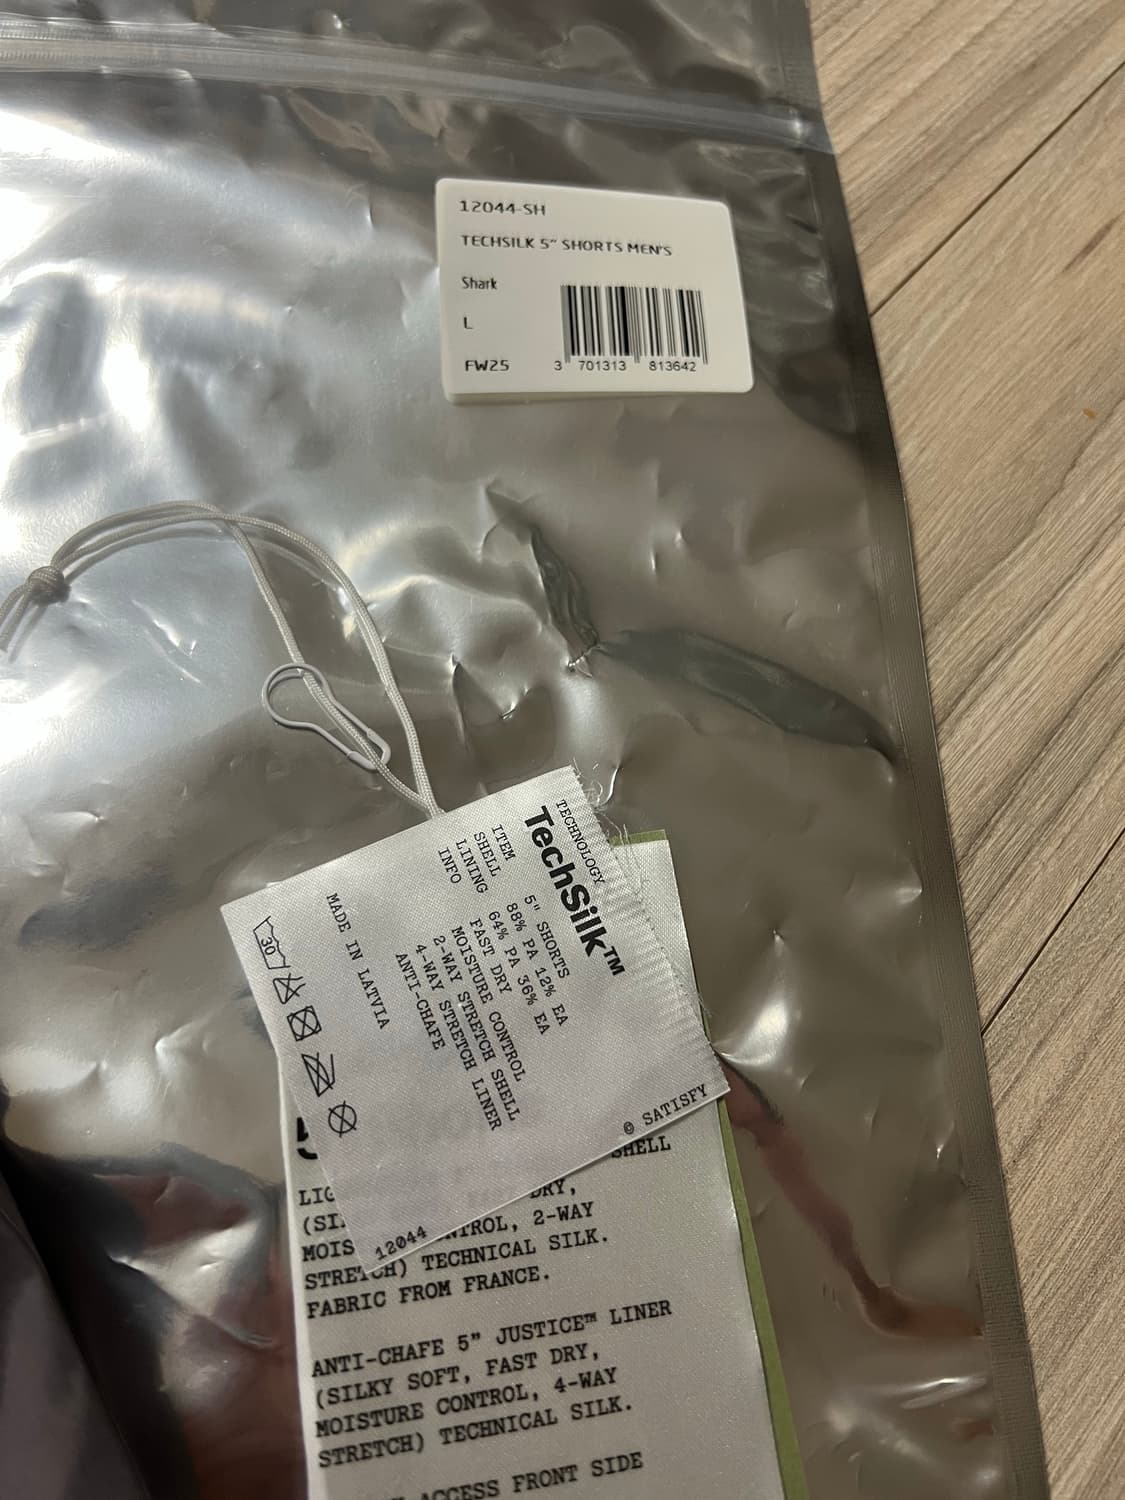 12044-SH
TECHSILK 5" SHORTS MEN'S
Shark
L
FW25
3 701313 813642
TECHNOLOGY
TechSilk™
ITEM 5" SHORTS
SHELL 88% PA 12% EA
LINING 64% PA 36% EA
INFO FAST DRY
MOISTURE CONTROL
2-WAY STRETCH SHELL
4-WAY STRETCH LINER
ANTI-CHAFE
MADE IN LATVIA
30
© SATISFY
12044
SHELL
DRY,
2-WAY
STRETCH) TECHNICAL SILK.
FABRIC FROM FRANCE.
ANTI-CHAFE 5” JUSTICE™ LINER
(SILKY SOFT, FAST DRY,
MOISTURE CONTROL, 4-WAY
STRETCH) TECHNICAL SILK.
ACCESS FRONT SIDE